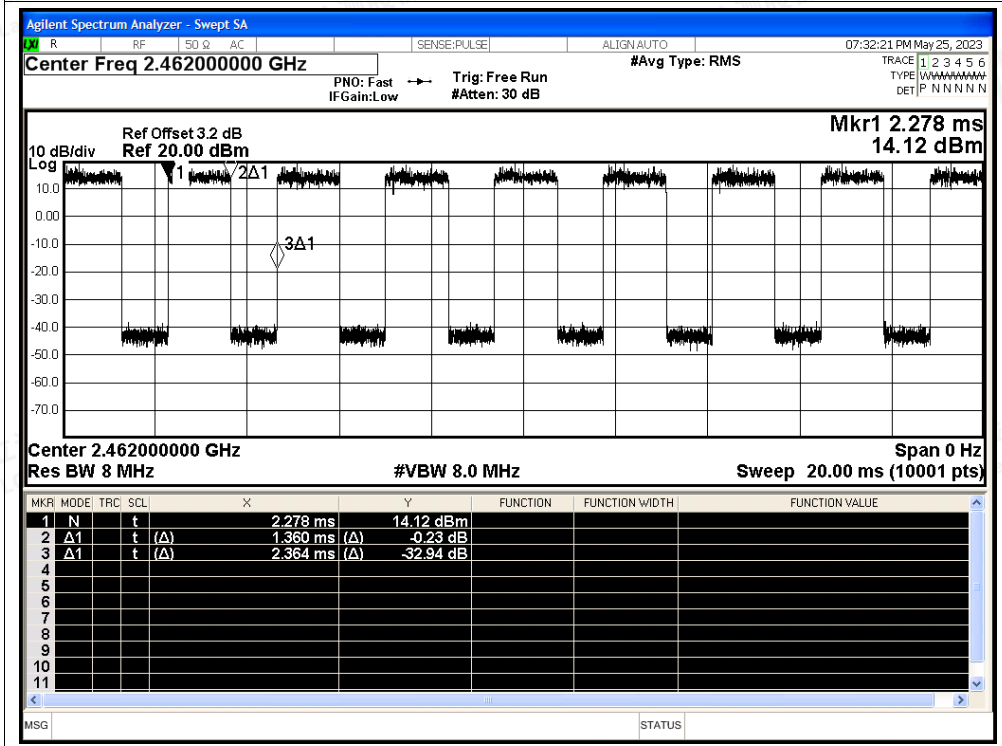 Agilent Spectrum Analyzer - Swept SA
LXI R RF 50 Ω AC SENSE:PULSE ALIGN AUTO 07:32:21 PM May 25, 2023
Center Freq 2.462000000 GHz #Avg Type: RMS TRACE 1 2 3 4 5 6
PNO: Fast Trig: Free Run TYPE WWWWWW
IFGain:Low #Atten: 30 dB DET P N N N N N
Mkr1 2.278 ms
14.12 dBm
Ref Offset 3.2 dB
10 dB/div Ref 20.00 dBm
Log
1 2Δ1
10.0
0.00
-10.0 3Δ1
-20.0
-30.0
-40.0
-50.0
-60.0
-70.0
Center 2.462000000 GHz Span 0 Hz
Res BW 8 MHz #VBW 8.0 MHz Sweep 20.00 ms (10001 pts)
MKR MODE TRC SCL X Y FUNCTION FUNCTION WIDTH FUNCTION VALUE
1 N t 2.278 ms 14.12 dBm
2 Δ1 t (Δ) 1.360 ms (Δ) -0.23 dB
3 Δ1 t (Δ) 2.364 ms (Δ) -32.94 dB
4
5
6
7
8
9
10
11
MSG STATUS